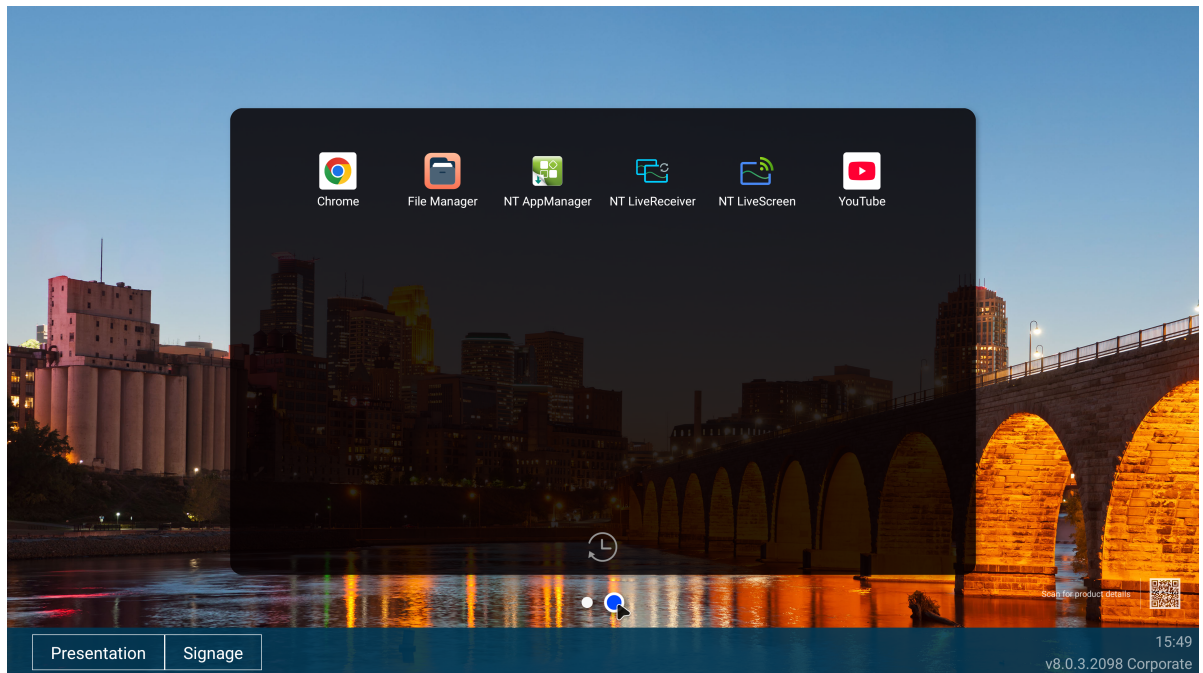 Chrome
File Manager
NT AppManager
NT LiveReceiver
NT LiveScreen
YouTube
Scan for product details
Presentation
Signage
15:49
v8.0.3.2098 Corporate